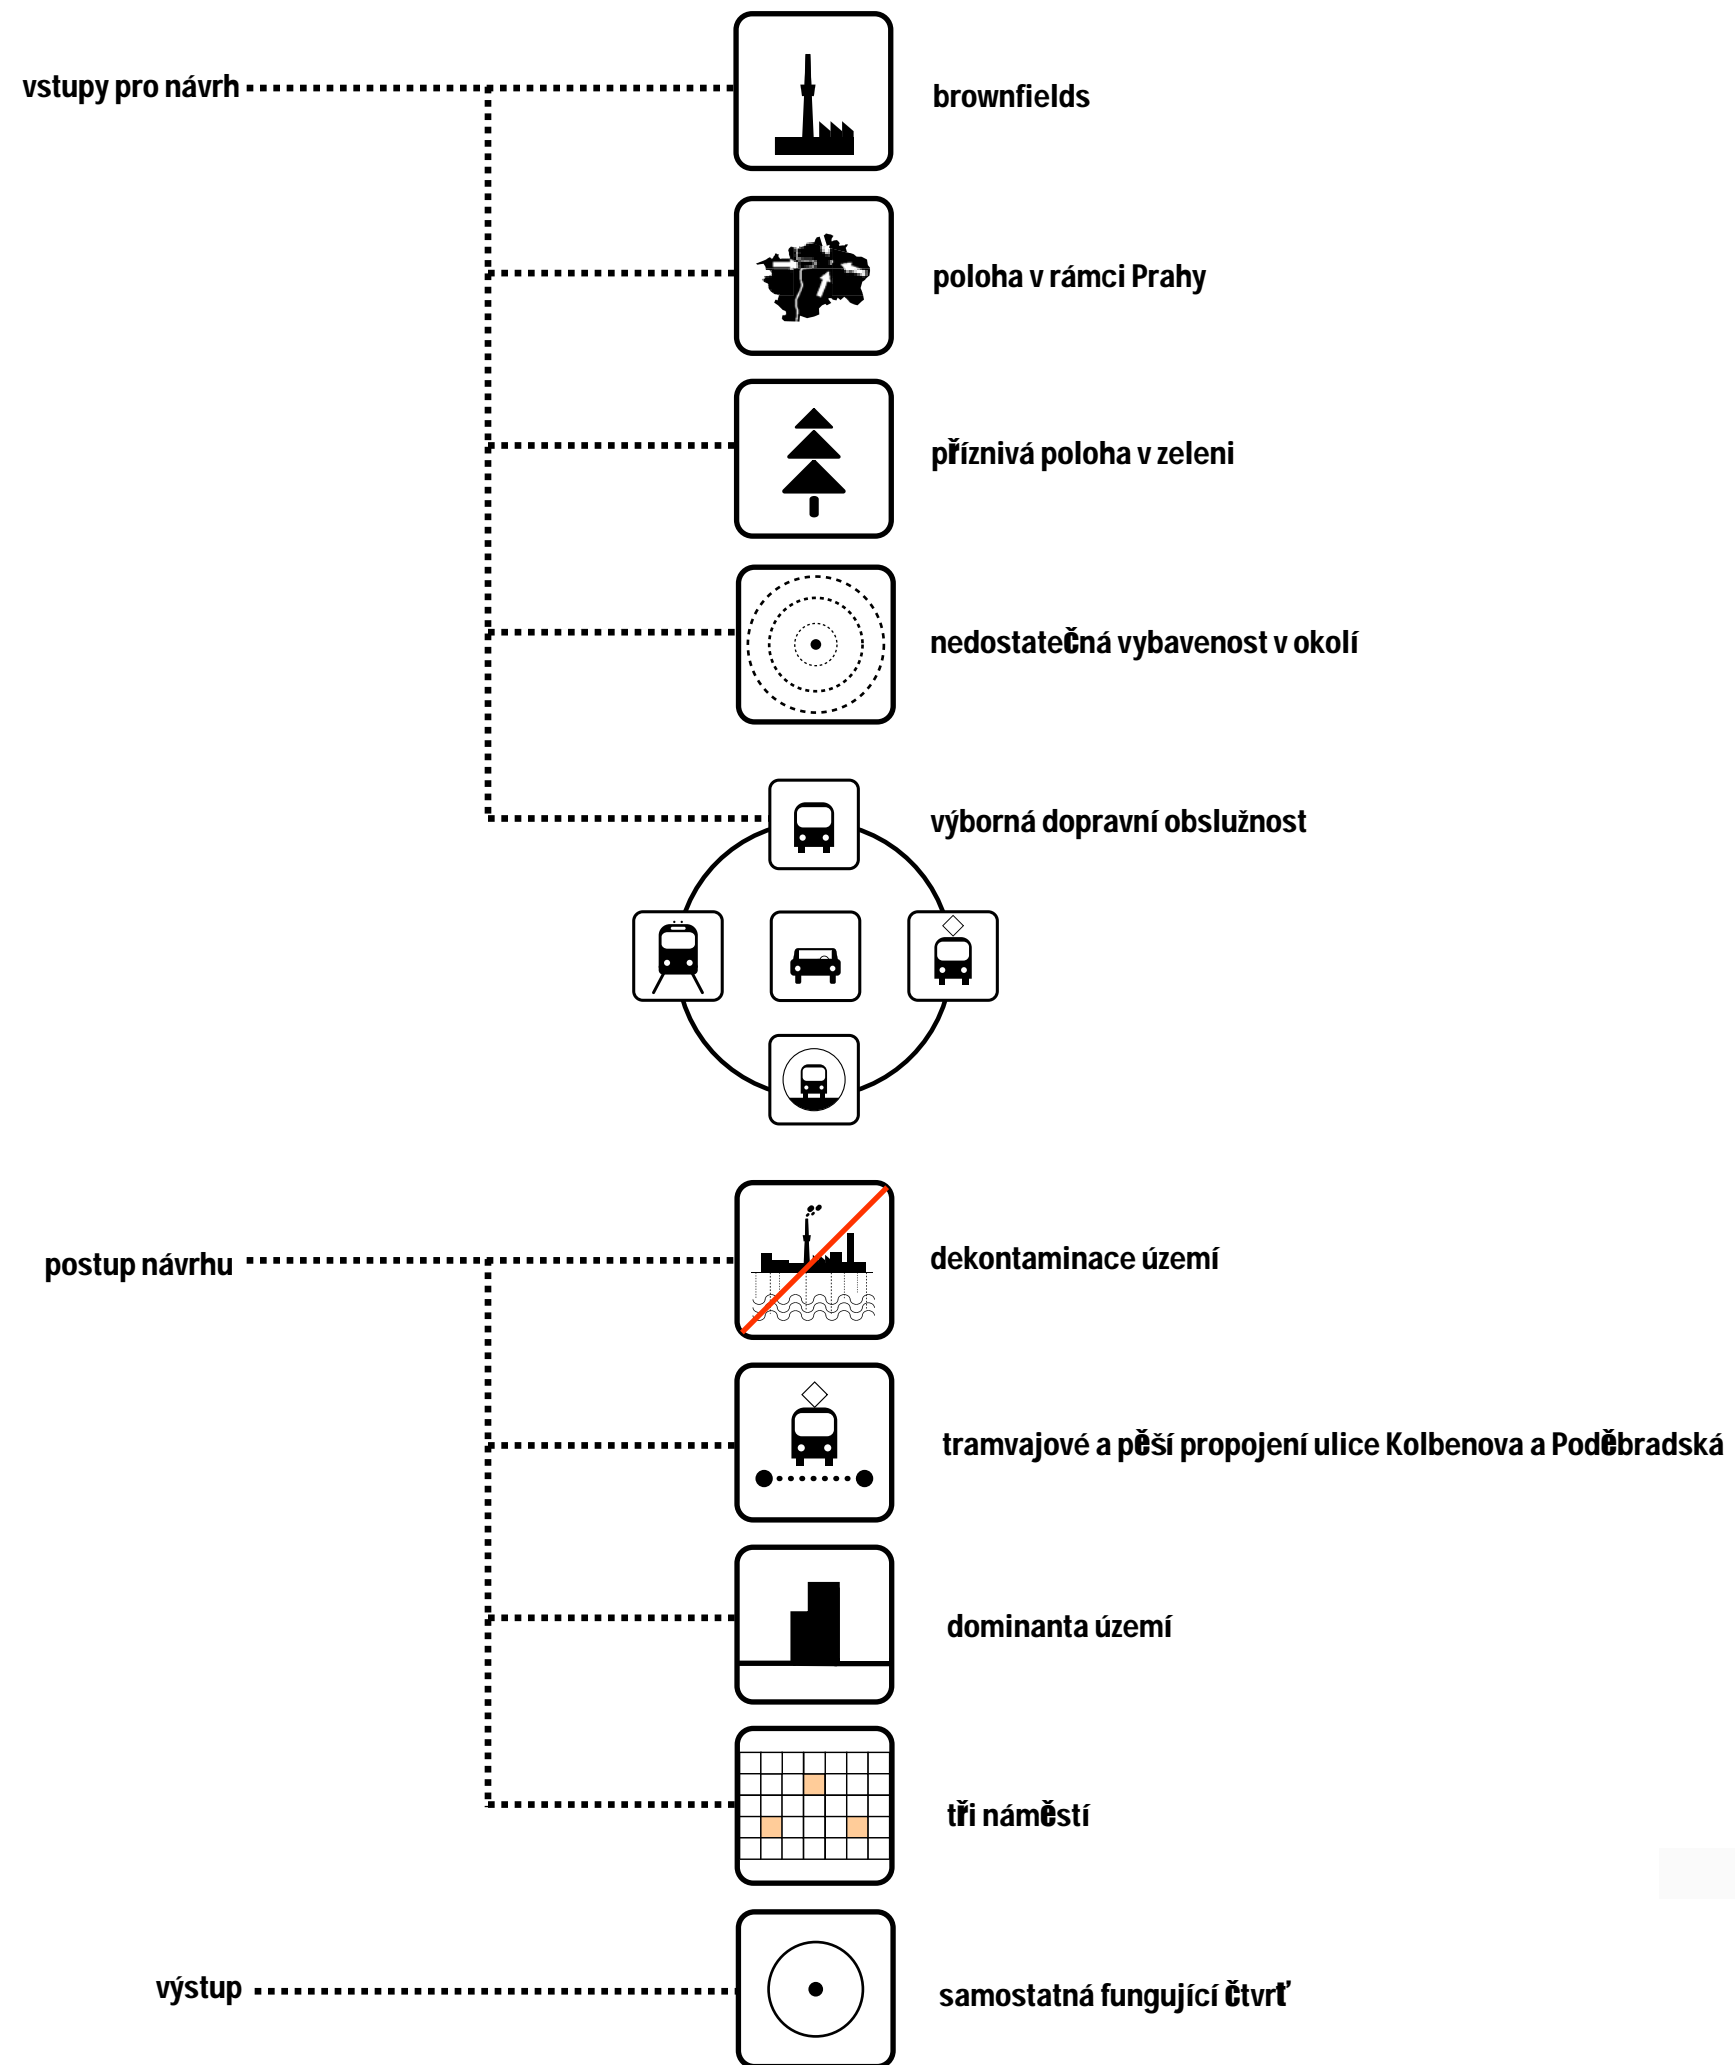 vstupy pro návrh
brownfields
poloha v rámci Prahy
příznivá poloha v zeleni
nedostatečná vybavenost v okolí
výborná dopravní obslužnost
postup návrhu
dekontaminace území
tramvajové a pěší propojení ulice Kolbenova a Poděbradská
dominanta území
tři náměstí
výstup
samostatná fungující čtvrť